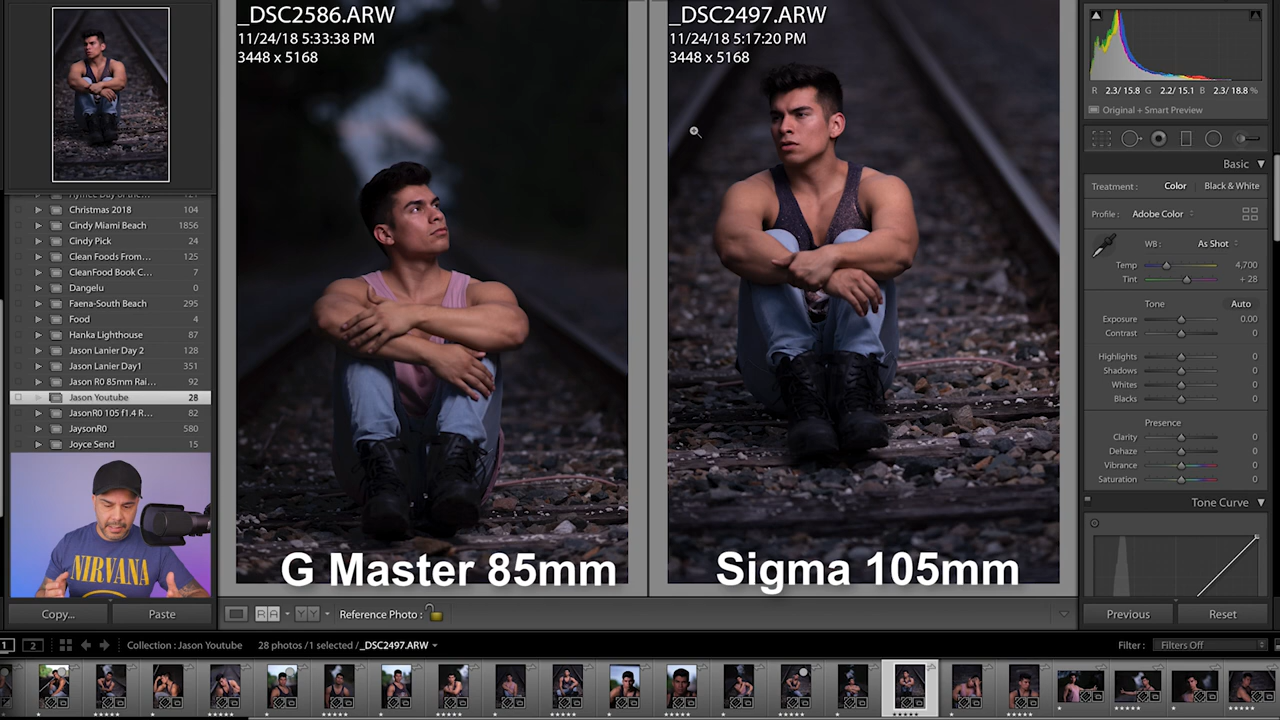 _DSC2586.ARW
11/24/18 5:33:38 PM
3448 x 5168
_DSC2497.ARW
11/24/18 5:17:20 PM
3448 x 5168
G Master 85mm
Sigma 105mm
Christmas 2018 104
Cindy Miami Beach 1856
Cindy Pick 24
Clean Foods From... 125
CleanFood Book C... 7
Dangelu 0
Faena-South Beach 295
Food 4
Hanka Lighthouse 87
Jason Lanier Day 2 128
Jason Lanier Day1 351
Jason R0 85mm Rai... 92
Jason Youtube 28
JasonR0 105 f1.4 R... 82
JaysonR0 580
Joyce Send 15
NIRVANA
Copy... Paste
R 2.3/ 15.8 G 2.2/ 15.1 B 2.3/ 18.8 %
Original + Smart Preview
Basic
Treatment : Color Black & White
Profile : Adobe Color
WB : As Shot
Temp 4,700
Tint + 28
Tone Auto
Exposure 0.00
Contrast 0
Highlights 0
Shadows 0
Whites 0
Blacks 0
Presence
Clarity 0
Dehaze 0
Vibrance 0
Saturation 0
Tone Curve
Previous Reset
R A Y Y Reference Photo :
1 2 Collection : Jason Youtube 28 photos / 1 selected / _DSC2497.ARW
Filter : Filters Off